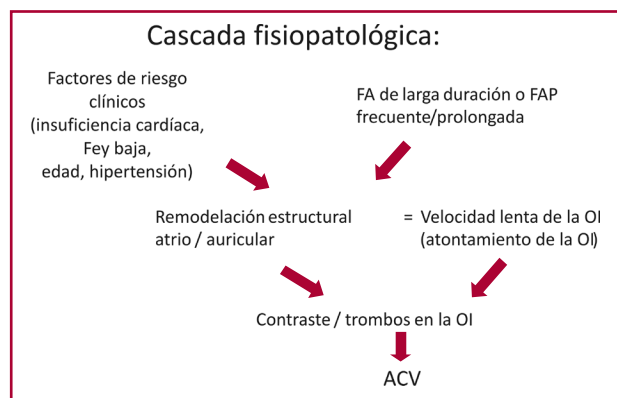 Cascada fisiopatológica:
Factores de riesgo
clínicos
(insuficiencia cardíaca,
Fey baja,
edad, hipertensión)
FA de larga duración o FAP
frecuente/prolongada
Remodelación estructural
atrio / auricular
= Velocidad lenta de la OI
(atontamiento de la OI)
Contraste / trombos en la OI
ACV